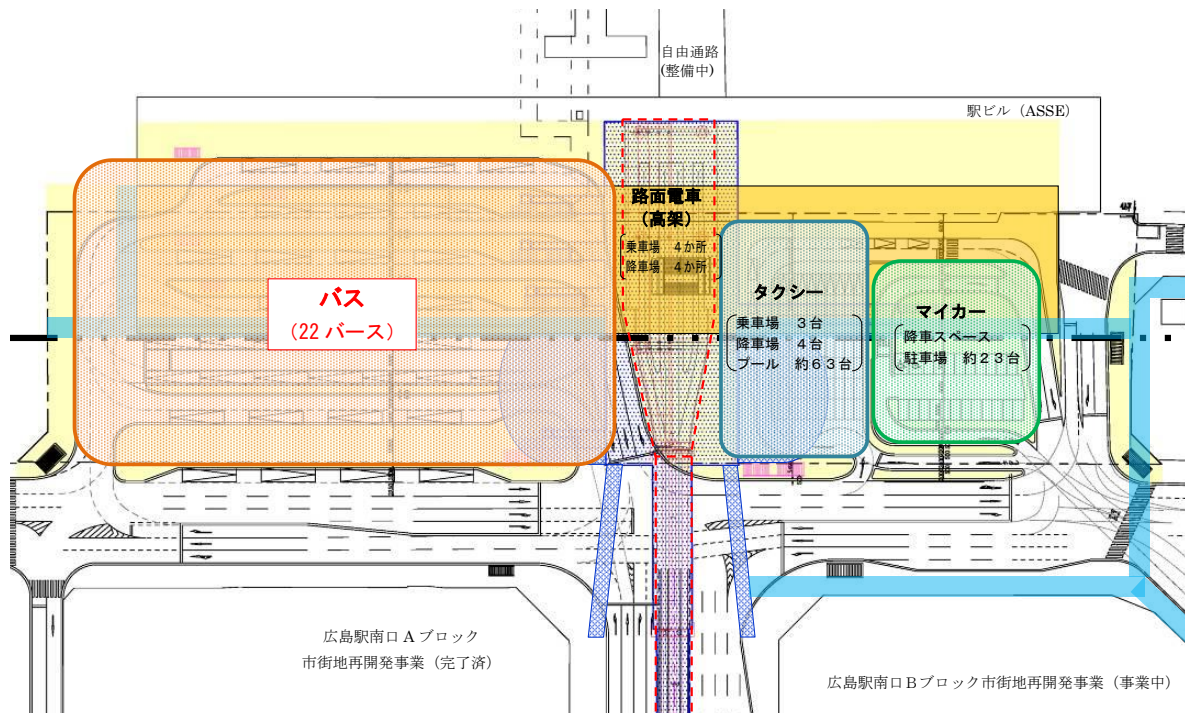 自由通路
(整備中)
駅ビル（ASSE）
路面電車
（高架）
乗車場　4か所
降車場　4か所
バス
（22 バース）
タクシー
乗車場　3台
降車場　4台
プール　約63台
マイカー
降車スペース
駐車場　約23台
広島駅南口 A ブロック
市街地再開発事業（完了済）
広島駅南口Bブロック市街地再開発事業（事業中）